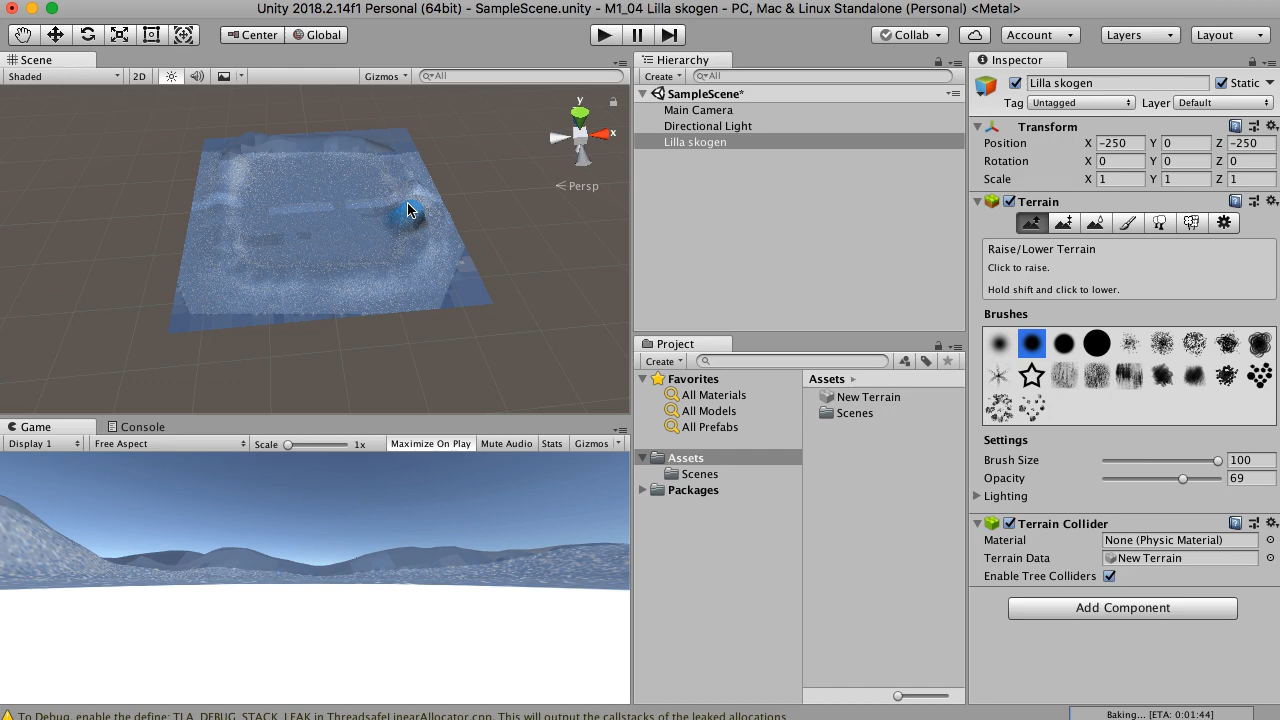 Unity 2018.2.14f1 Personal (64bit) - SampleScene.unity - M1_04 Lilla skogen - PC, Mac & Linux Standalone (Personal) <Metal>
Center Global Collab Account Layers Layout
Scene
Shaded 2D Gizmos All
y
x
Persp
Game Console
Display 1 Free Aspect Scale 1x Maximize On Play Mute Audio Stats Gizmos
Hierarchy
Create All
SampleScene*
Main Camera
Directional Light
Lilla skogen
Project
Create
Favorites
All Materials
All Models
All Prefabs
Assets
Scenes
Packages
Assets
New Terrain
Scenes
Inspector
Lilla skogen Static
Tag Untagged Layer Default
Transform
Position X -250 Y 0 Z -250
Rotation X 0 Y 0 Z 0
Scale X 1 Y 1 Z 1
Terrain
Raise/Lower Terrain
Click to raise.
Hold shift and click to lower.
Brushes
Settings
Brush Size 100
Opacity 69
Lighting
Terrain Collider
Material None (Physic Material)
Terrain Data New Terrain
Enable Tree Colliders
Add Component
To Debug, enable the define: TLA_DEBUG_STACK_LEAK in ThreadsafeLinearAllocator.cpp. This will output the callstacks of the leaked allocations
Baking... [ETA: 0:01:44]